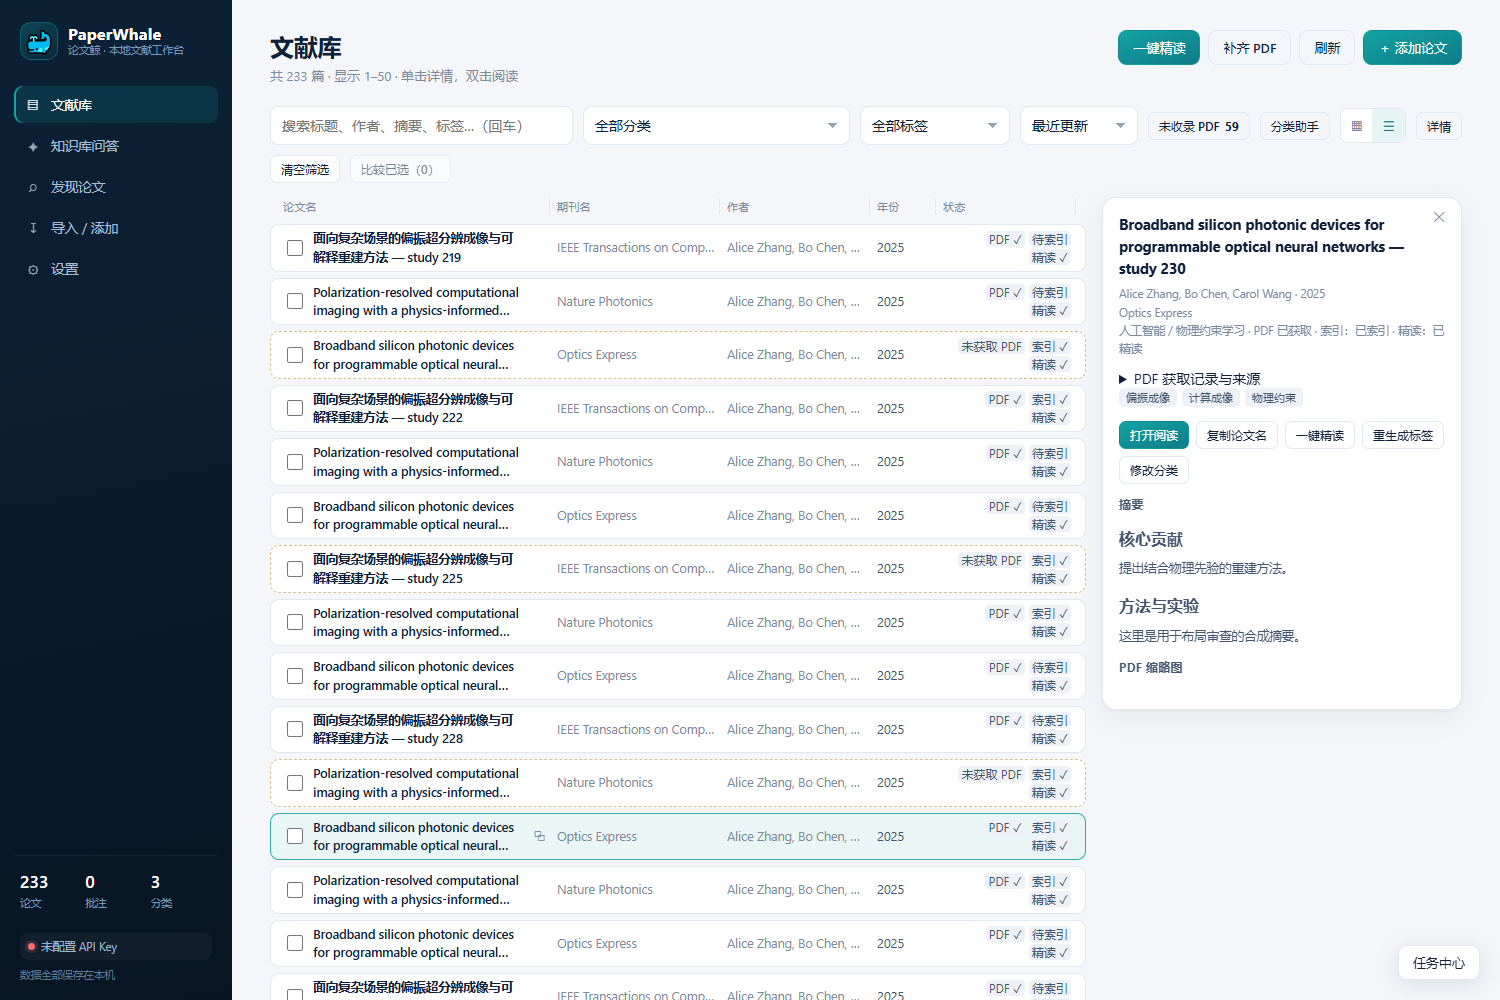 PaperWhale
论文鲸 · 本地文献工作台
文献库
知识库问答
发现论文
导入 / 添加
设置
233
论文
0
批注
3
分类
未配置 API Key
数据全部保存在本机
文献库
共 233 篇 · 显示 1–50 · 单击详情，双击阅读
一键精读
补齐 PDF
刷新
+ 添加论文
搜索标题、作者、摘要、标签...（回车）
全部分类
全部标签
最近更新
未收录 PDF 59
分类助手
详情
清空筛选
比较已选（0）
论文名 期刊名 作者 年份 状态
面向复杂场景的偏振超分辨成像与可
解释重建方法 — study 219
IEEE Transactions on Comp... Alice Zhang, Bo Chen, ... 2025
PDF ✓ 待索引
精读 ✓
Polarization-resolved computational
imaging with a physics-informed...
Nature Photonics Alice Zhang, Bo Chen, ... 2025
PDF ✓ 待索引
精读 ✓
Broadband silicon photonic devices
for programmable optical neural...
Optics Express Alice Zhang, Bo Chen, ... 2025
未获取 PDF 索引 ✓
精读 ✓
面向复杂场景的偏振超分辨成像与可
解释重建方法 — study 222
IEEE Transactions on Comp... Alice Zhang, Bo Chen, ... 2025
PDF ✓ 待索引
精读 ✓
Polarization-resolved computational
imaging with a physics-informed...
Nature Photonics Alice Zhang, Bo Chen, ... 2025
PDF ✓ 待索引
精读 ✓
Broadband silicon photonic devices
for programmable optical neural...
Optics Express Alice Zhang, Bo Chen, ... 2025
PDF ✓ 待索引
精读 ✓
面向复杂场景的偏振超分辨成像与可
解释重建方法 — study 225
IEEE Transactions on Comp... Alice Zhang, Bo Chen, ... 2025
未获取 PDF 索引 ✓
精读 ✓
Polarization-resolved computational
imaging with a physics-informed...
Nature Photonics Alice Zhang, Bo Chen, ... 2025
PDF ✓ 索引 ✓
精读 ✓
Broadband silicon photonic devices
for programmable optical neural...
Optics Express Alice Zhang, Bo Chen, ... 2025
PDF ✓ 待索引
精读 ✓
面向复杂场景的偏振超分辨成像与可
解释重建方法 — study 228
IEEE Transactions on Comp... Alice Zhang, Bo Chen, ... 2025
PDF ✓ 待索引
精读 ✓
Polarization-resolved computational
imaging with a physics-informed...
Nature Photonics Alice Zhang, Bo Chen, ... 2025
未获取 PDF 索引 ✓
精读 ✓
Broadband silicon photonic devices
for programmable optical neural...
Optics Express Alice Zhang, Bo Chen, ... 2025
PDF ✓ 索引 ✓
精读 ✓
Polarization-resolved computational
imaging with a physics-informed...
Nature Photonics Alice Zhang, Bo Chen, ... 2025
PDF ✓ 索引 ✓
精读 ✓
Broadband silicon photonic devices
for programmable optical neural...
Optics Express Alice Zhang, Bo Chen, ... 2025
PDF ✓ 待索引
精读 ✓
面向复杂场景的偏振超分辨成像与可
IEEE Transactions on Comp... Alice Zhang, Bo Chen, ... 2025
PDF ✓ 待索引
Broadband silicon photonic devices for
programmable optical neural networks —
study 230
Alice Zhang, Bo Chen, Carol Wang · 2025
Optics Express
人工智能 / 物理约束学习 · PDF 已获取 · 索引：已索引 · 精读：已
精读
PDF 获取记录与来源
偏振成像 计算成像 物理约束
打开阅读 复制论文名 一键精读 重生成标签
修改分类
摘要
核心贡献
提出结合物理先验的重建方法。
方法与实验
这里是用于布局审查的合成摘要。
PDF 缩略图
任务中心